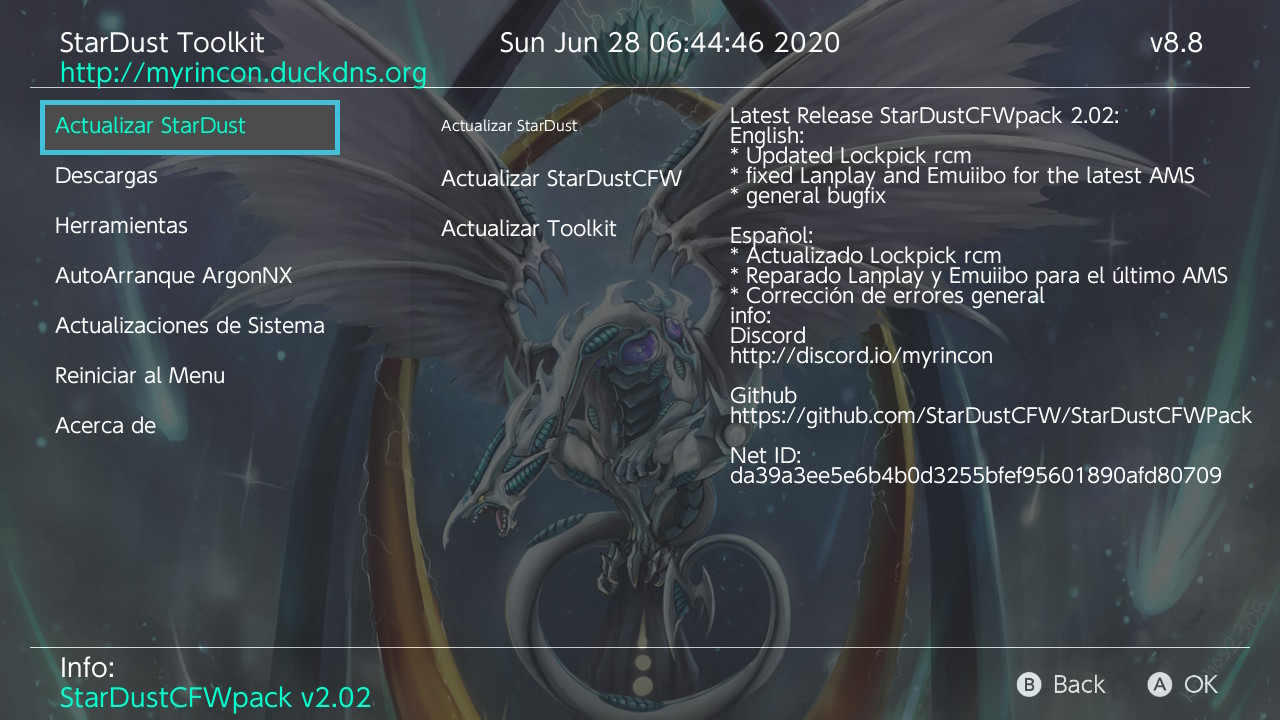 StarDust Toolkit
Sun Jun 28 06:44:46 2020
v8.8
http://myrincon.duckdns.org
Actualizar StarDust
Descargas
Herramientas
AutoArranque ArgonNX
Actualizaciones de Sistema
Reiniciar al Menu
Acerca de
Actualizar StarDust
Actualizar StarDustCFW
Actualizar Toolkit
Latest Release StarDustCFWpack 2.02:
English:
* Updated Lockpick rcm
* fixed Lanplay and Emuiibo for the latest AMS
* general bugfix
Español:
* Actualizado Lockpick rcm
* Reparado Lanplay y Emuiibo para el último AMS
* Corrección de errores general
info:
Discord
http://discord.io/myrincon
Github
https://github.com/StarDustCFW/StarDustCFWPack
Net ID:
da39a3ee5e6b4b0d3255bfef95601890afd80709
Info:
StarDustCFWpack v2.02
B Back
A OK